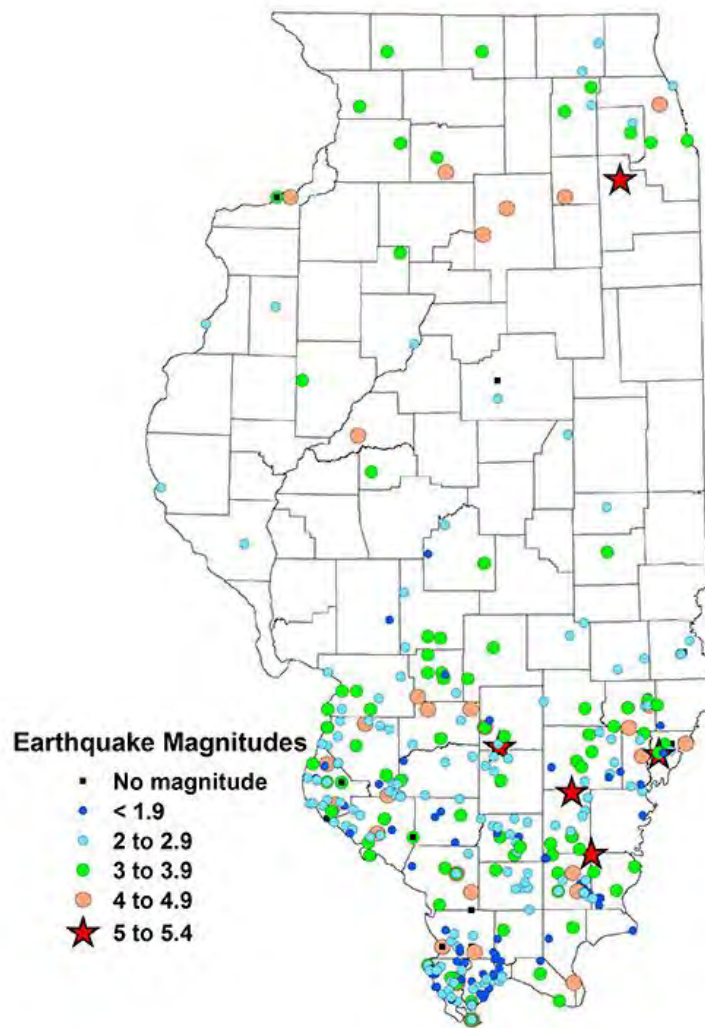 Earthquake Magnitudes
No magnitude
< 1.9
2 to 2.9
3 to 3.9
4 to 4.9
5 to 5.4